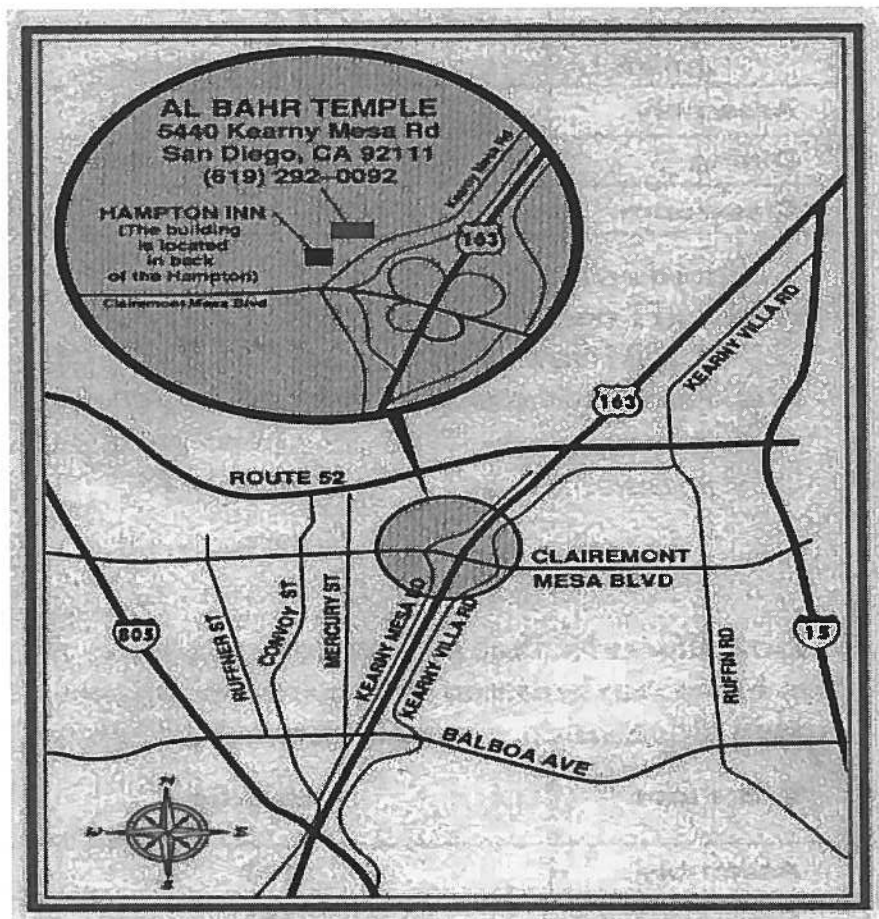 AL BAHR TEMPLE
5440 Kearny Mesa Rd
San Diego, CA 92111
(619) 292-0092
HAMPTON INN
(The building
is located
in back
of the Hampton)
Clairemont Mesa Blvd
Kearny Mesa Rd
163
KEARNY VILLA RD
163
ROUTE 52
CLAIREMONT
MESA BLVD
805
RUFFNER ST
CONVOY ST
MERCURY ST
KEARNY MESA RD
KEARNY VILLA RD
RUFFIN RD
15
BALBOA AVE
N
S